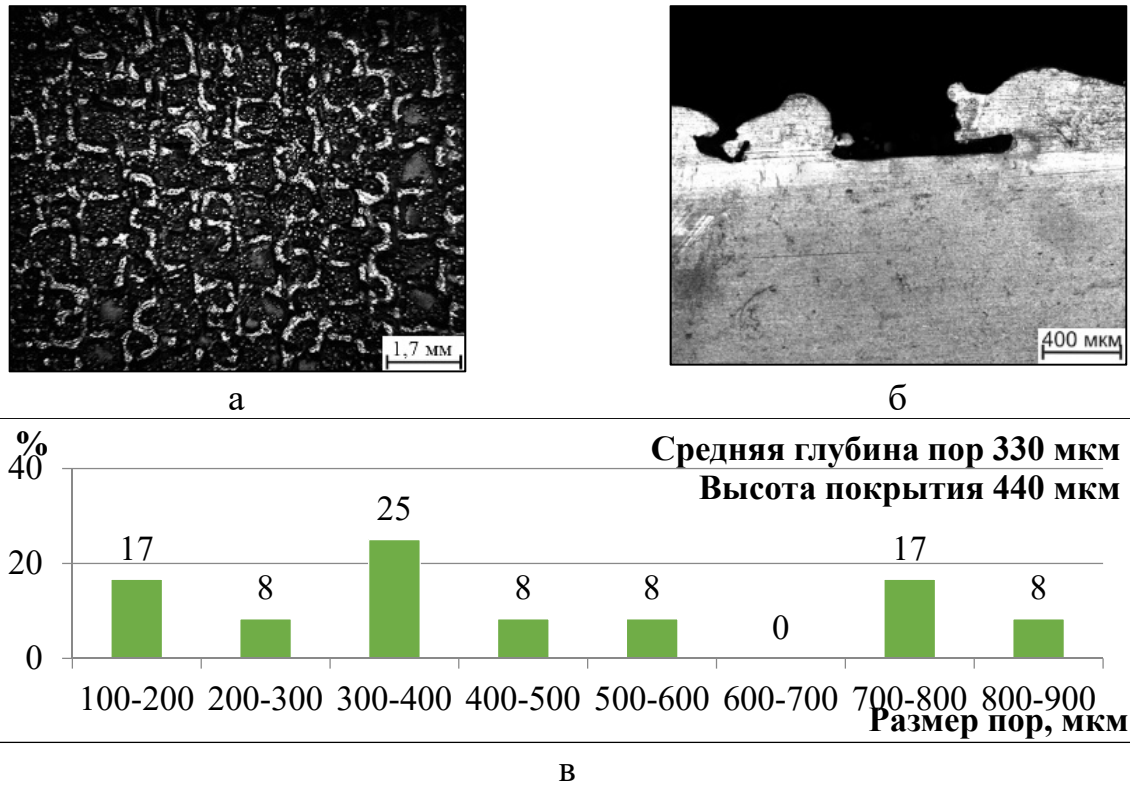 1,7 мм
400 мкм
а
б
%
Средняя глубина пор 330 мкм
Высота покрытия 440 мкм
40
20
0
17
8
25
8
8
0
17
8
100-200 200-300 300-400 400-500 500-600 600-700 700-800 800-900
Размер пор, мкм
в